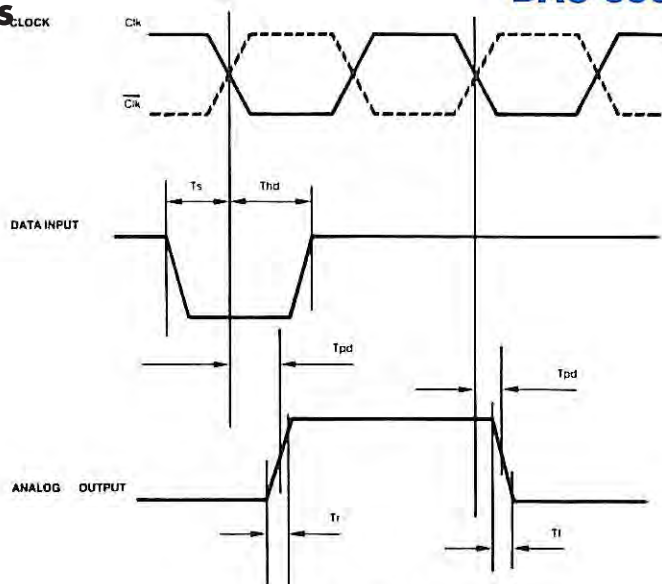 s
CLOCK
Clk
Clk
Ts
Thd
DATA INPUT
Tpd
Tpd
ANALOG OUTPUT
Tr
Tf